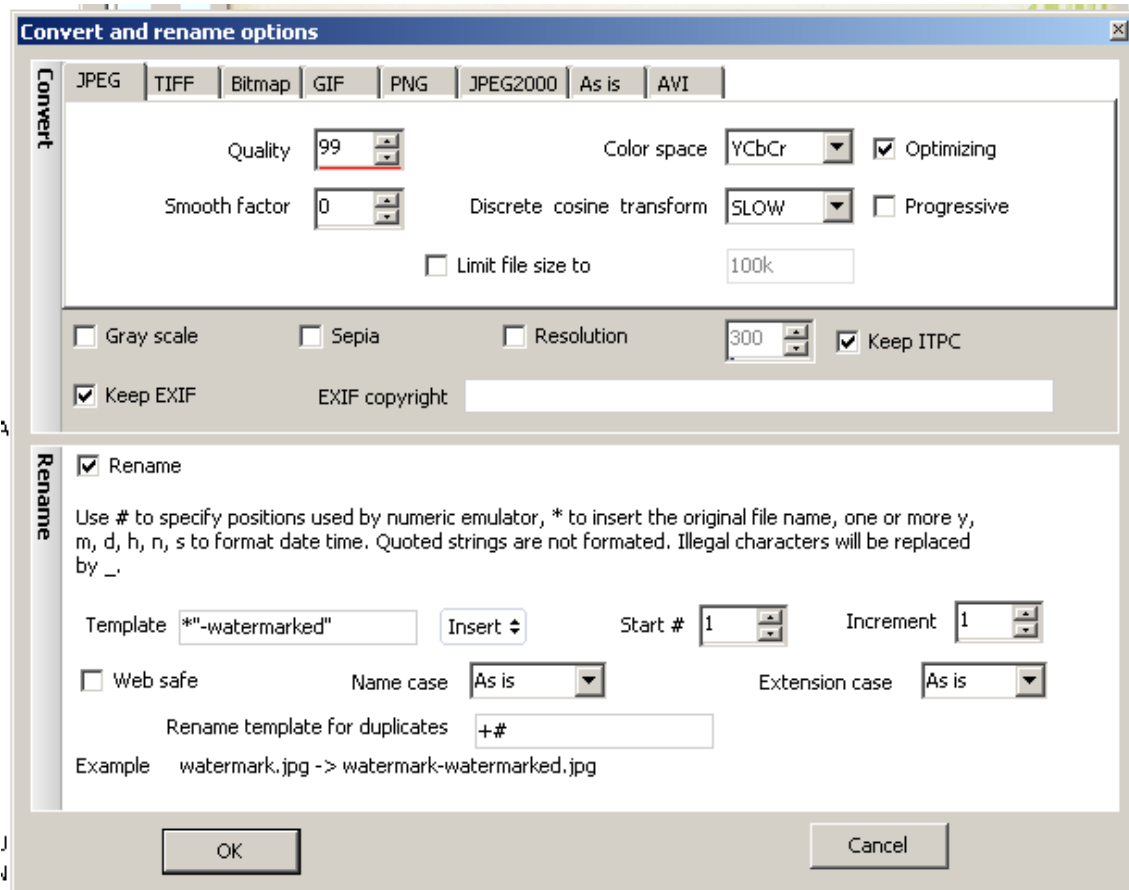 Convert and rename options
Convert
JPEG TIFF Bitmap GIF PNG JPEG2000 As is AVI
Quality 99 Color space YCbCr Optimizing
Smooth factor 0 Discrete cosine transform SLOW Progressive
Limit file size to 100k
Gray scale Sepia Resolution 300 Keep ITPC
Keep EXIF EXIF copyright
Rename
Rename
Use # to specify positions used by numeric emulator, * to insert the original file name, one or more y,
m, d, h, n, s to format date time. Quoted strings are not formated. Illegal characters will be replaced
by _.
Template *"-watermarked" Insert Start # 1 Increment 1
Web safe Name case As is Extension case As is
Rename template for duplicates +#
Example watermark.jpg -> watermark-watermarked.jpg
OK Cancel